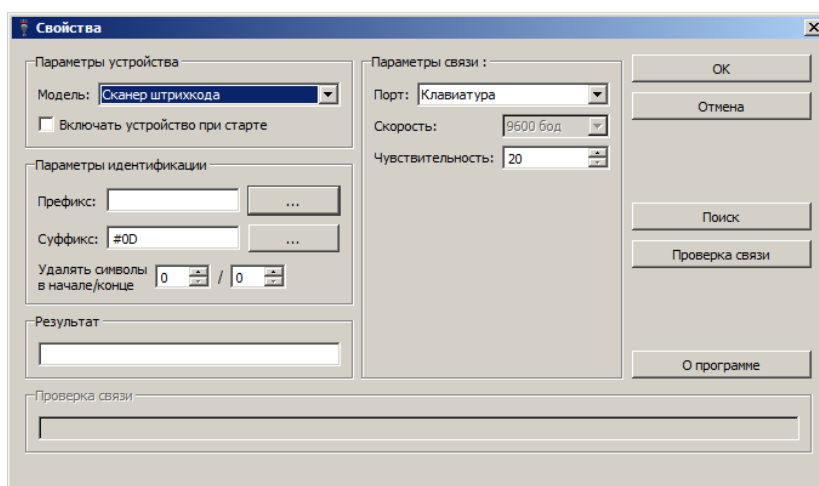 Свойства
Параметры устройства
Модель: Сканер штрихкода
Включать устройство при старте
Параметры идентификации
Префикс: ...
Суффикс: #0D ...
Удалять символы
в начале/конце 0 / 0
Результат
Параметры связи :
Порт: Клавиатура
Скорость: 9600 бод
Чувствительность: 20
OK
Отмена
Поиск
Проверка связи
О программе
Проверка связи